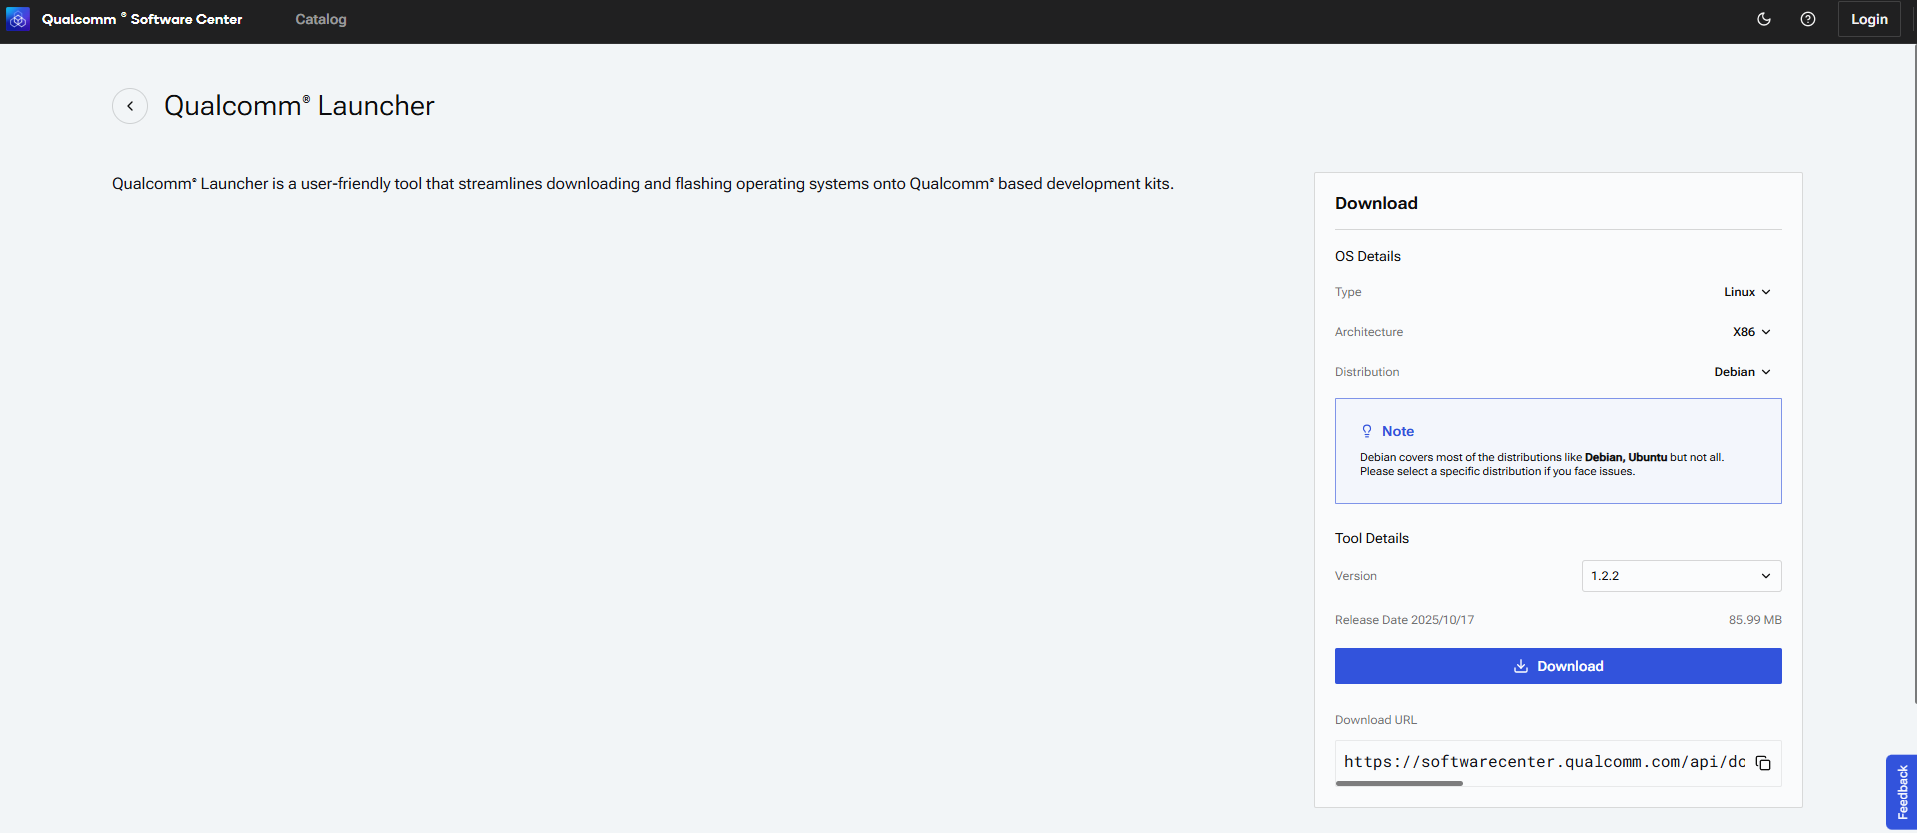 Qualcomm ® Software Center
Catalog
Login
Qualcomm® Launcher
Qualcomm® Launcher is a user-friendly tool that streamlines downloading and flashing operating systems onto Qualcomm® based development kits.
Download
OS Details
Type
Linux
Architecture
X86
Distribution
Debian
Note
Debian covers most of the distributions like Debian, Ubuntu but not all.
Please select a specific distribution if you face issues.
Tool Details
Version
1.2.2
Release Date 2025/10/17
85.99 MB
Download
Download URL
https://softwarecenter.qualcomm.com/api/do
Feedback